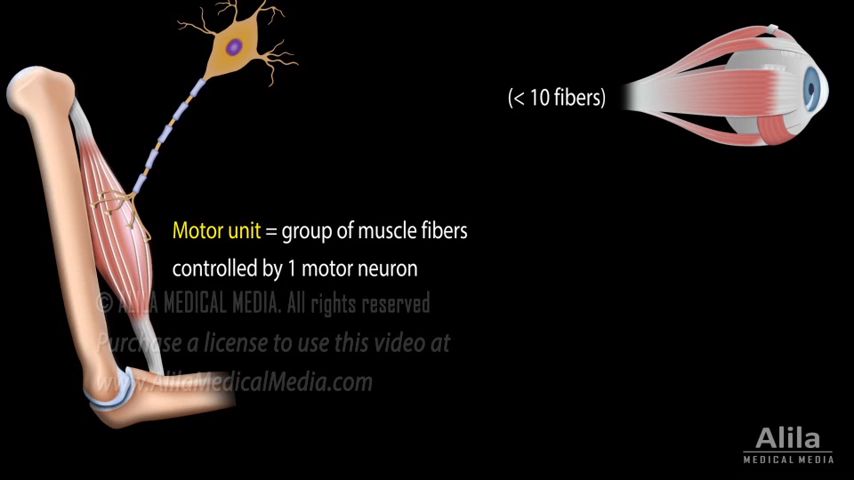 (< 10 fibers)
Motor unit = group of muscle fibers
controlled by 1 motor neuron
© ALILA MEDICAL MEDIA. All rights reserved
Purchase a license to use this video at
www.AlilaMedicalMedia.com
Alila
MEDICAL MEDIA